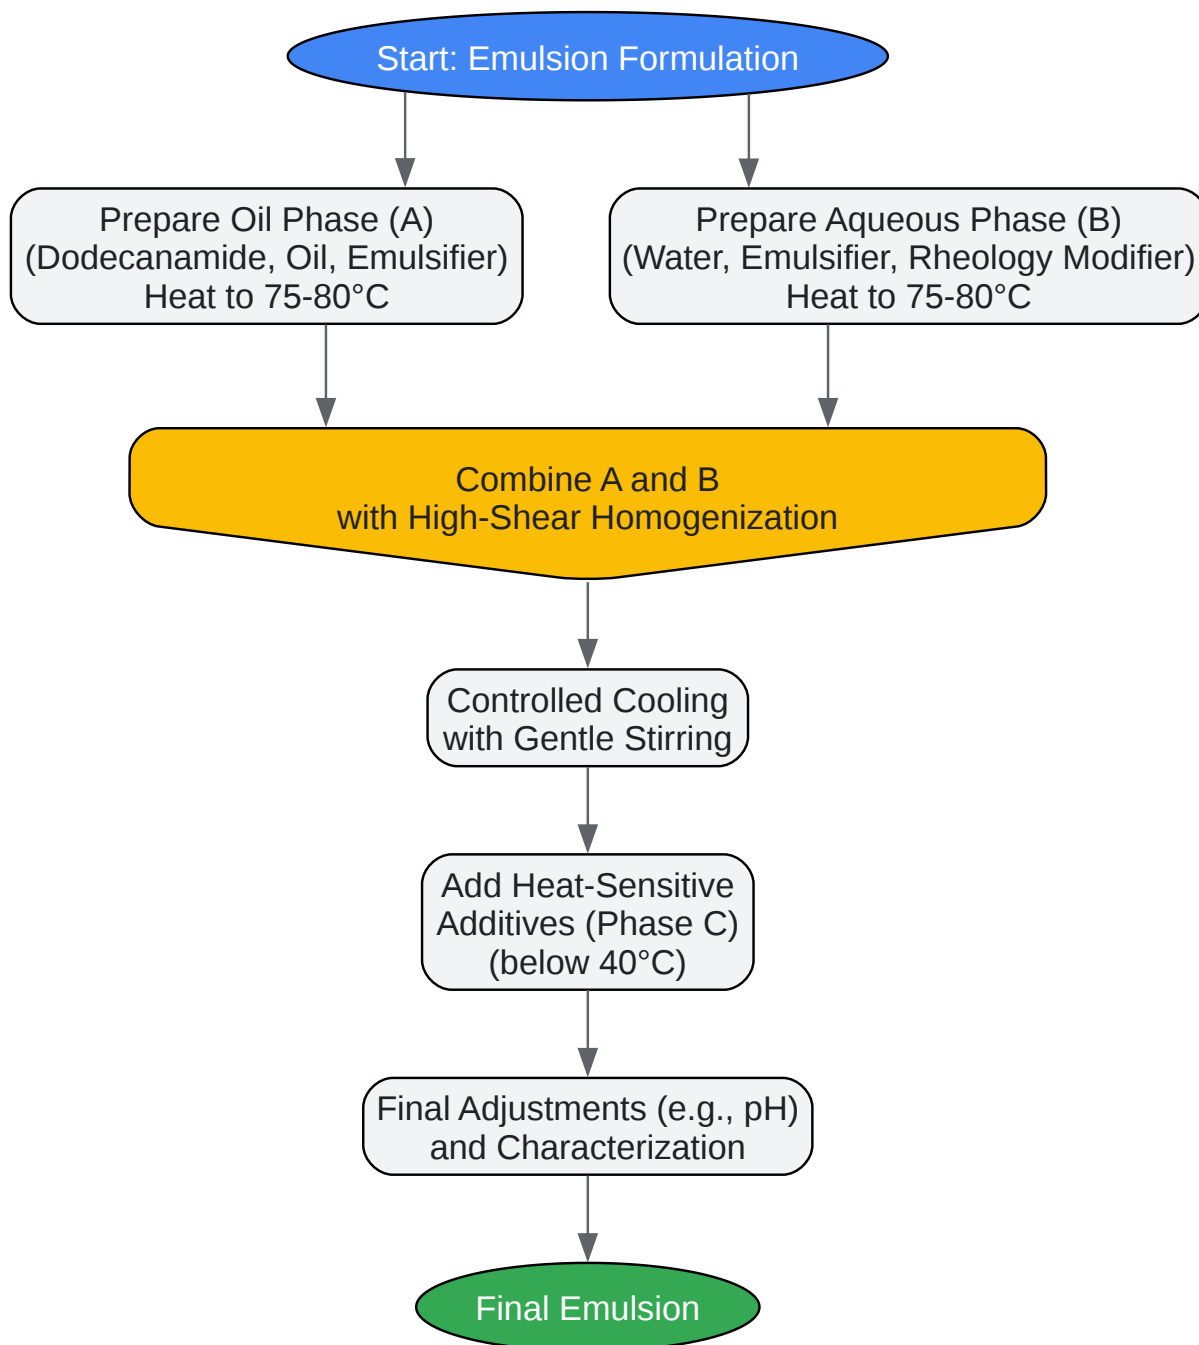 Start: Emulsion Formulation
Prepare Oil Phase (A)
(Dodecanamide, Oil, Emulsifier)
Heat to 75-80°C
Prepare Aqueous Phase (B)
(Water, Emulsifier, Rheology Modifier)
Heat to 75-80°C
Combine A and B
with High-Shear Homogenization
Controlled Cooling
with Gentle Stirring
Add Heat-Sensitive
Additives (Phase C)
(below 40°C)
Final Adjustments (e.g., pH)
and Characterization
Final Emulsion